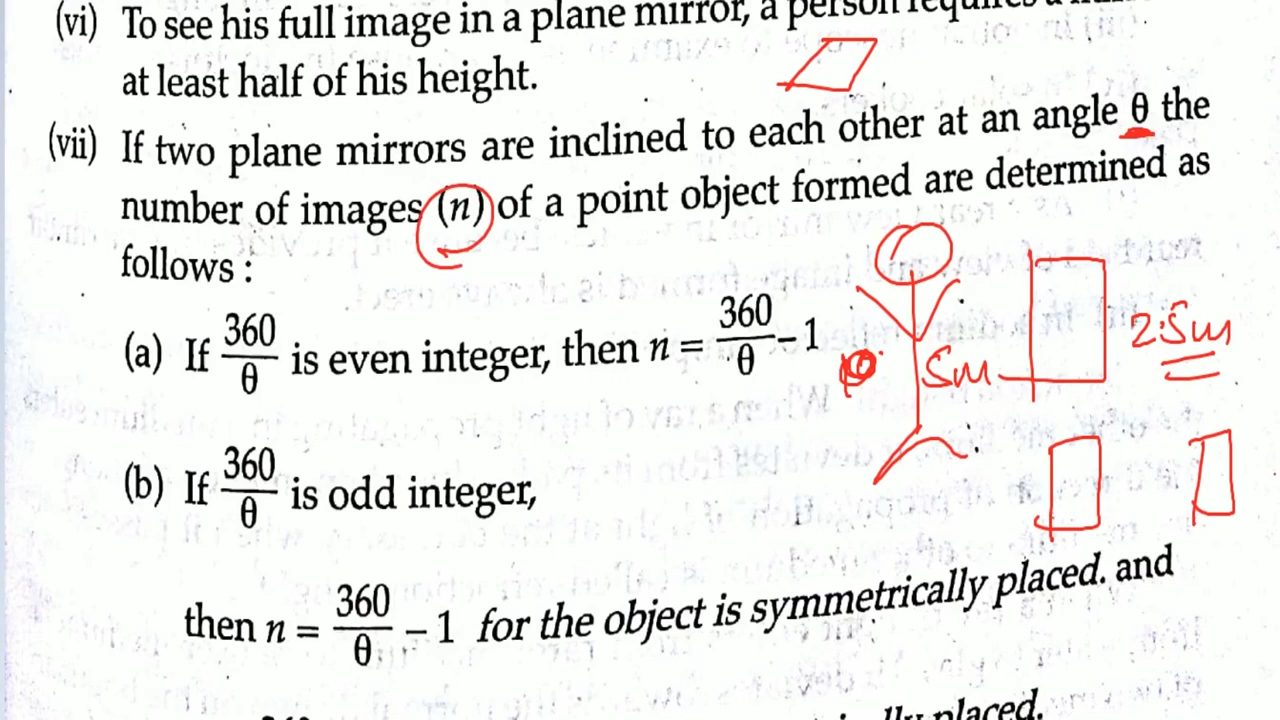 (vi) To see his full image in a plane mirror, a person requires a
at least half of his height.
(vii) If two plane mirrors are inclined to each other at an angle θ the
number of images (n) of a point object formed are determined as
follows :
(a) If 360/θ is even integer, then n = 360/θ − 1
5m
2.5m
(b) If 360/θ is odd integer,
then n = 360/θ − 1 for the object is symmetrically placed. and
placed.